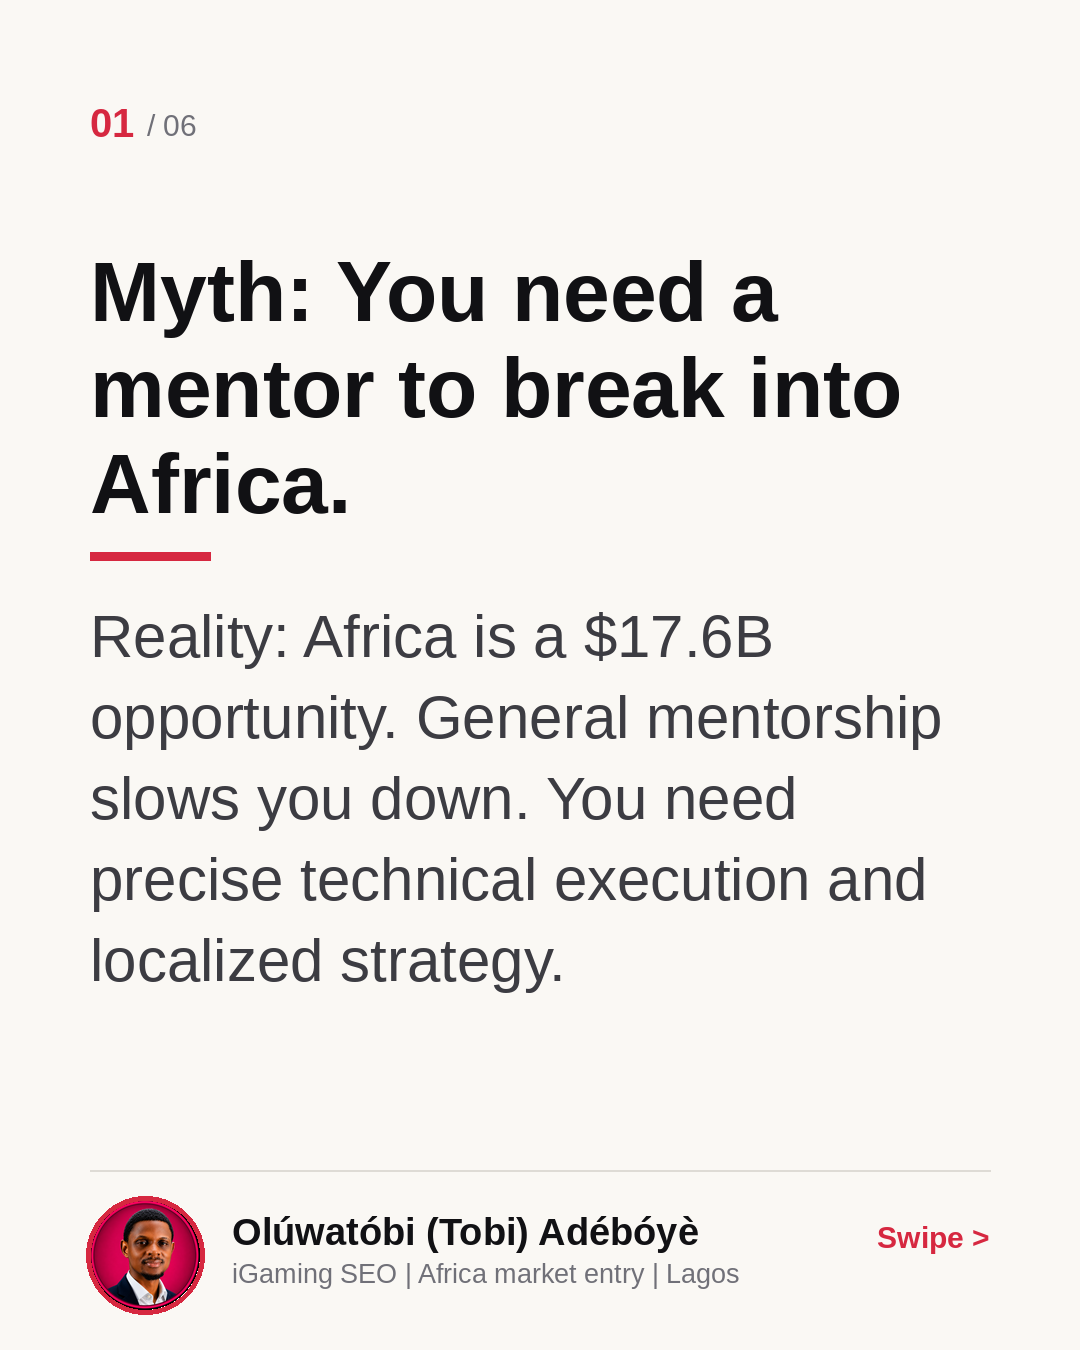 01 / 06
Myth: You need a
mentor to break into
Africa.
Reality: Africa is a $17.6B
opportunity. General mentorship
slows you down. You need
precise technical execution and
localized strategy.
Olúwatóbi (Tobi) Adébóyè
iGaming SEO | Africa market entry | Lagos
Swipe >